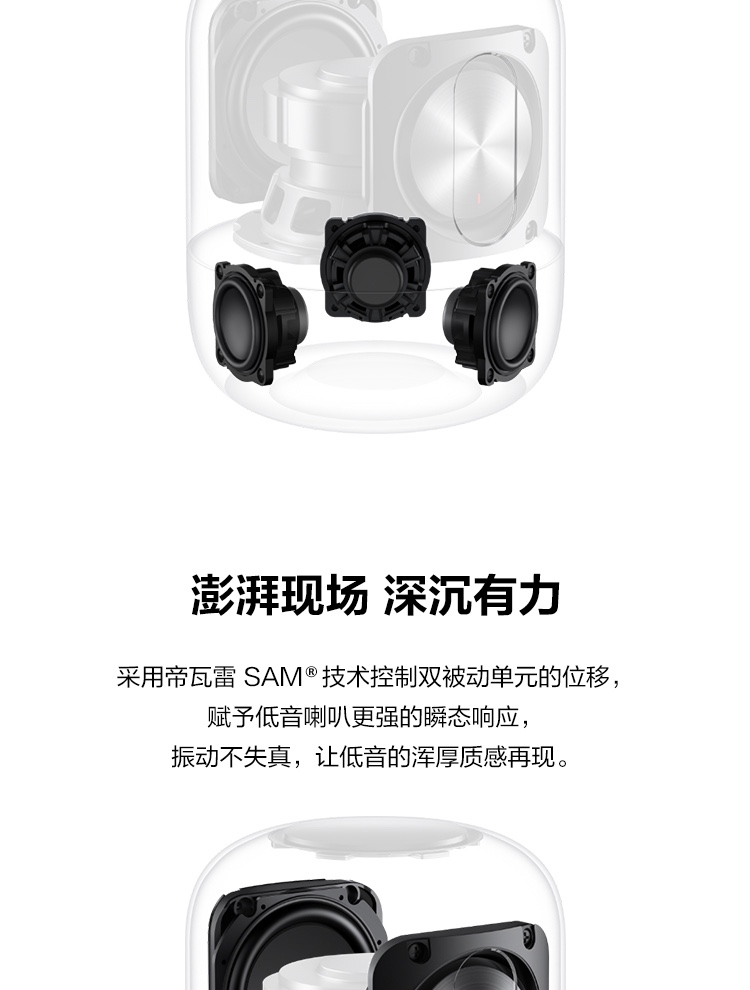 澎湃现场 深沉有力
采用帝瓦雷 SAM®技术控制双被动单元的位移，
赋予低音喇叭更强的瞬态响应，
振动不失真，让低音的浑厚质感再现。